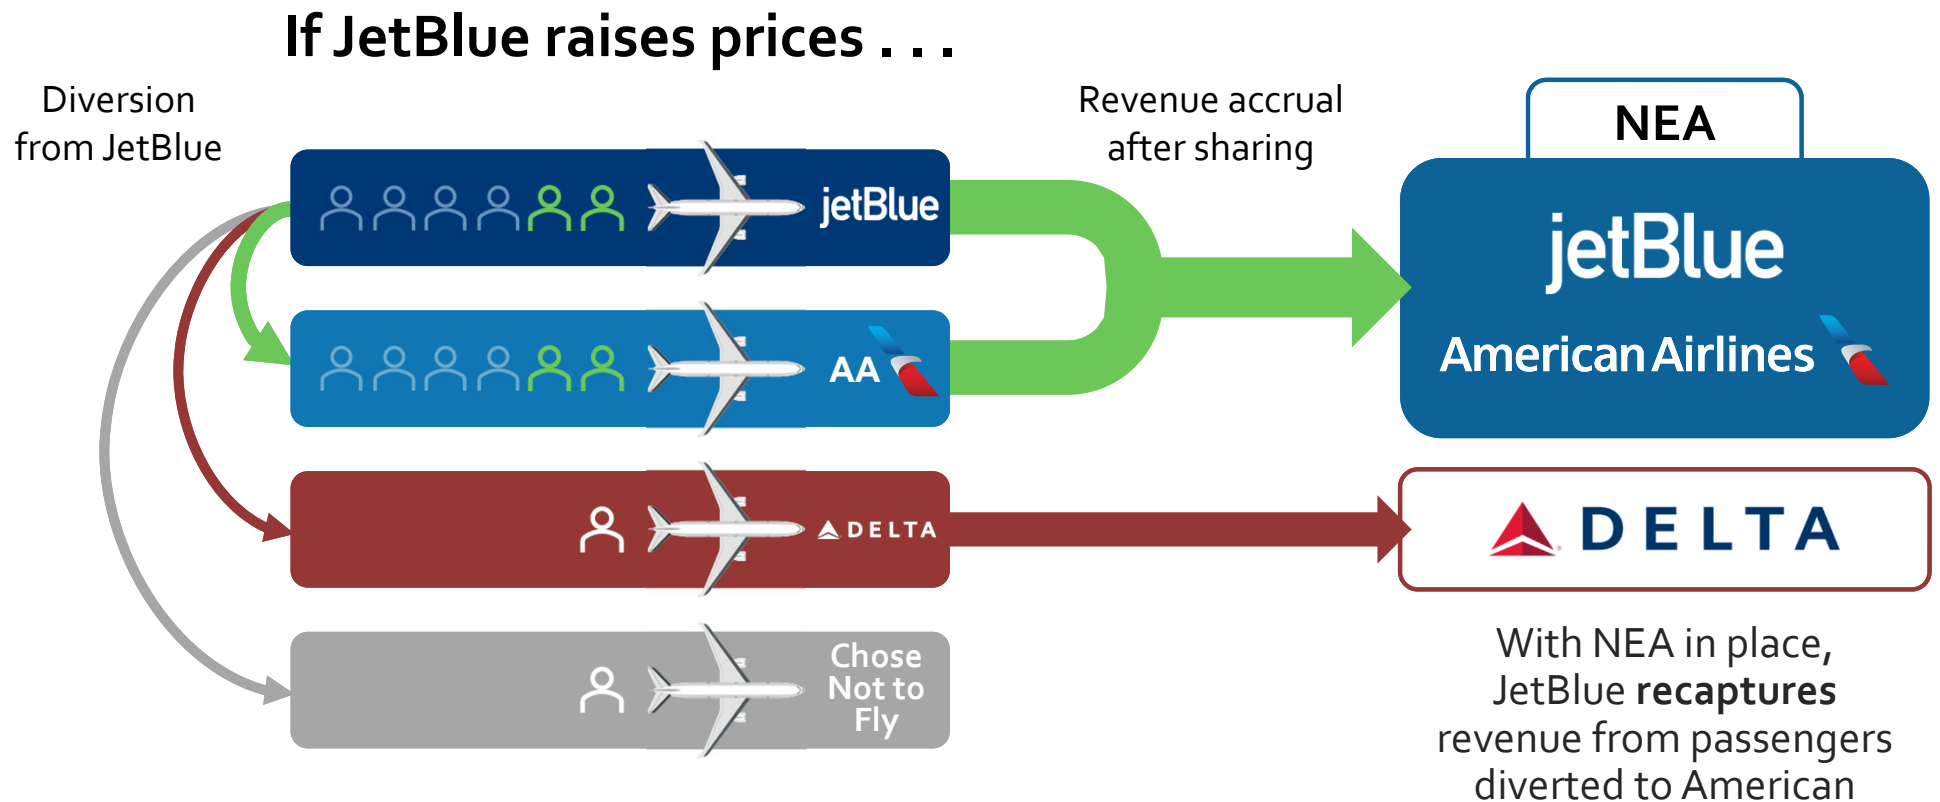 If JetBlue raises prices . . .
Diversion
from JetBlue
Revenue accrual
after sharing
NEA
jetBlue
jetBlue
AA
American Airlines
DELTA
DELTA
Chose
Not to
Fly
With NEA in place,
JetBlue recaptures
revenue from passengers
diverted to American